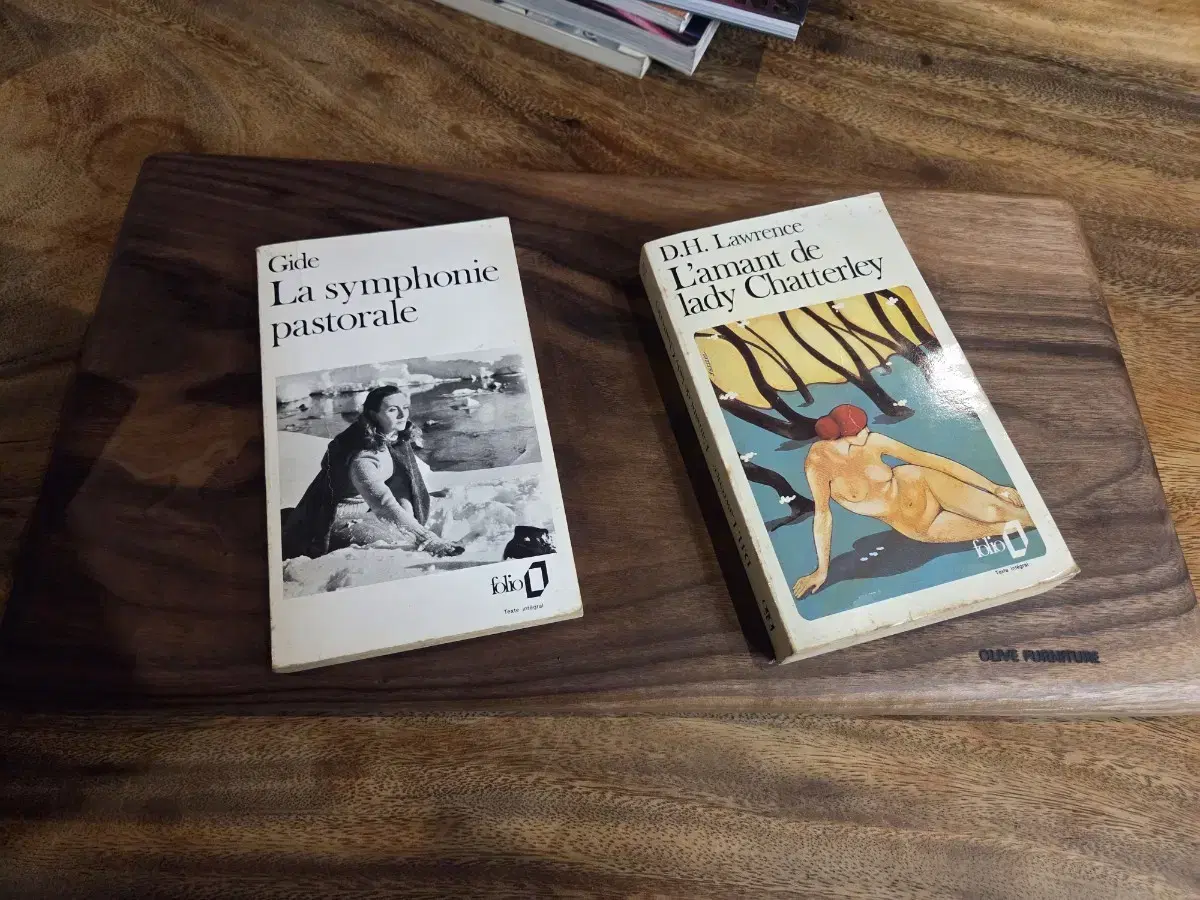 Gide
La symphonie
pastorale
folio
Texte intégral
D.H. Lawrence
L'amant de
lady Chatterley
folio
Texte intégral
OLIVE FURNITURE